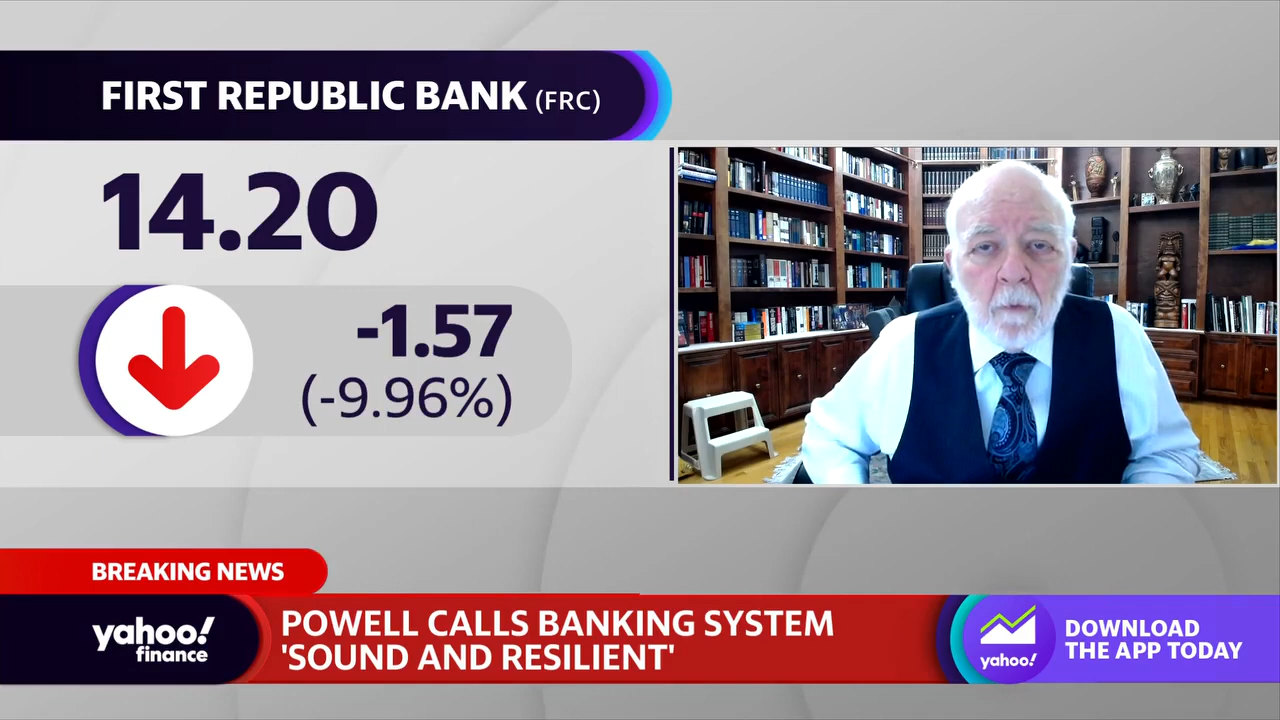 FIRST REPUBLIC BANK (FRC)
14.20
-1.57
(-9.96%)
BREAKING NEWS
yahoo!
finance
POWELL CALLS BANKING SYSTEM
'SOUND AND RESILIENT'
yahoo!
DOWNLOAD
THE APP TODAY